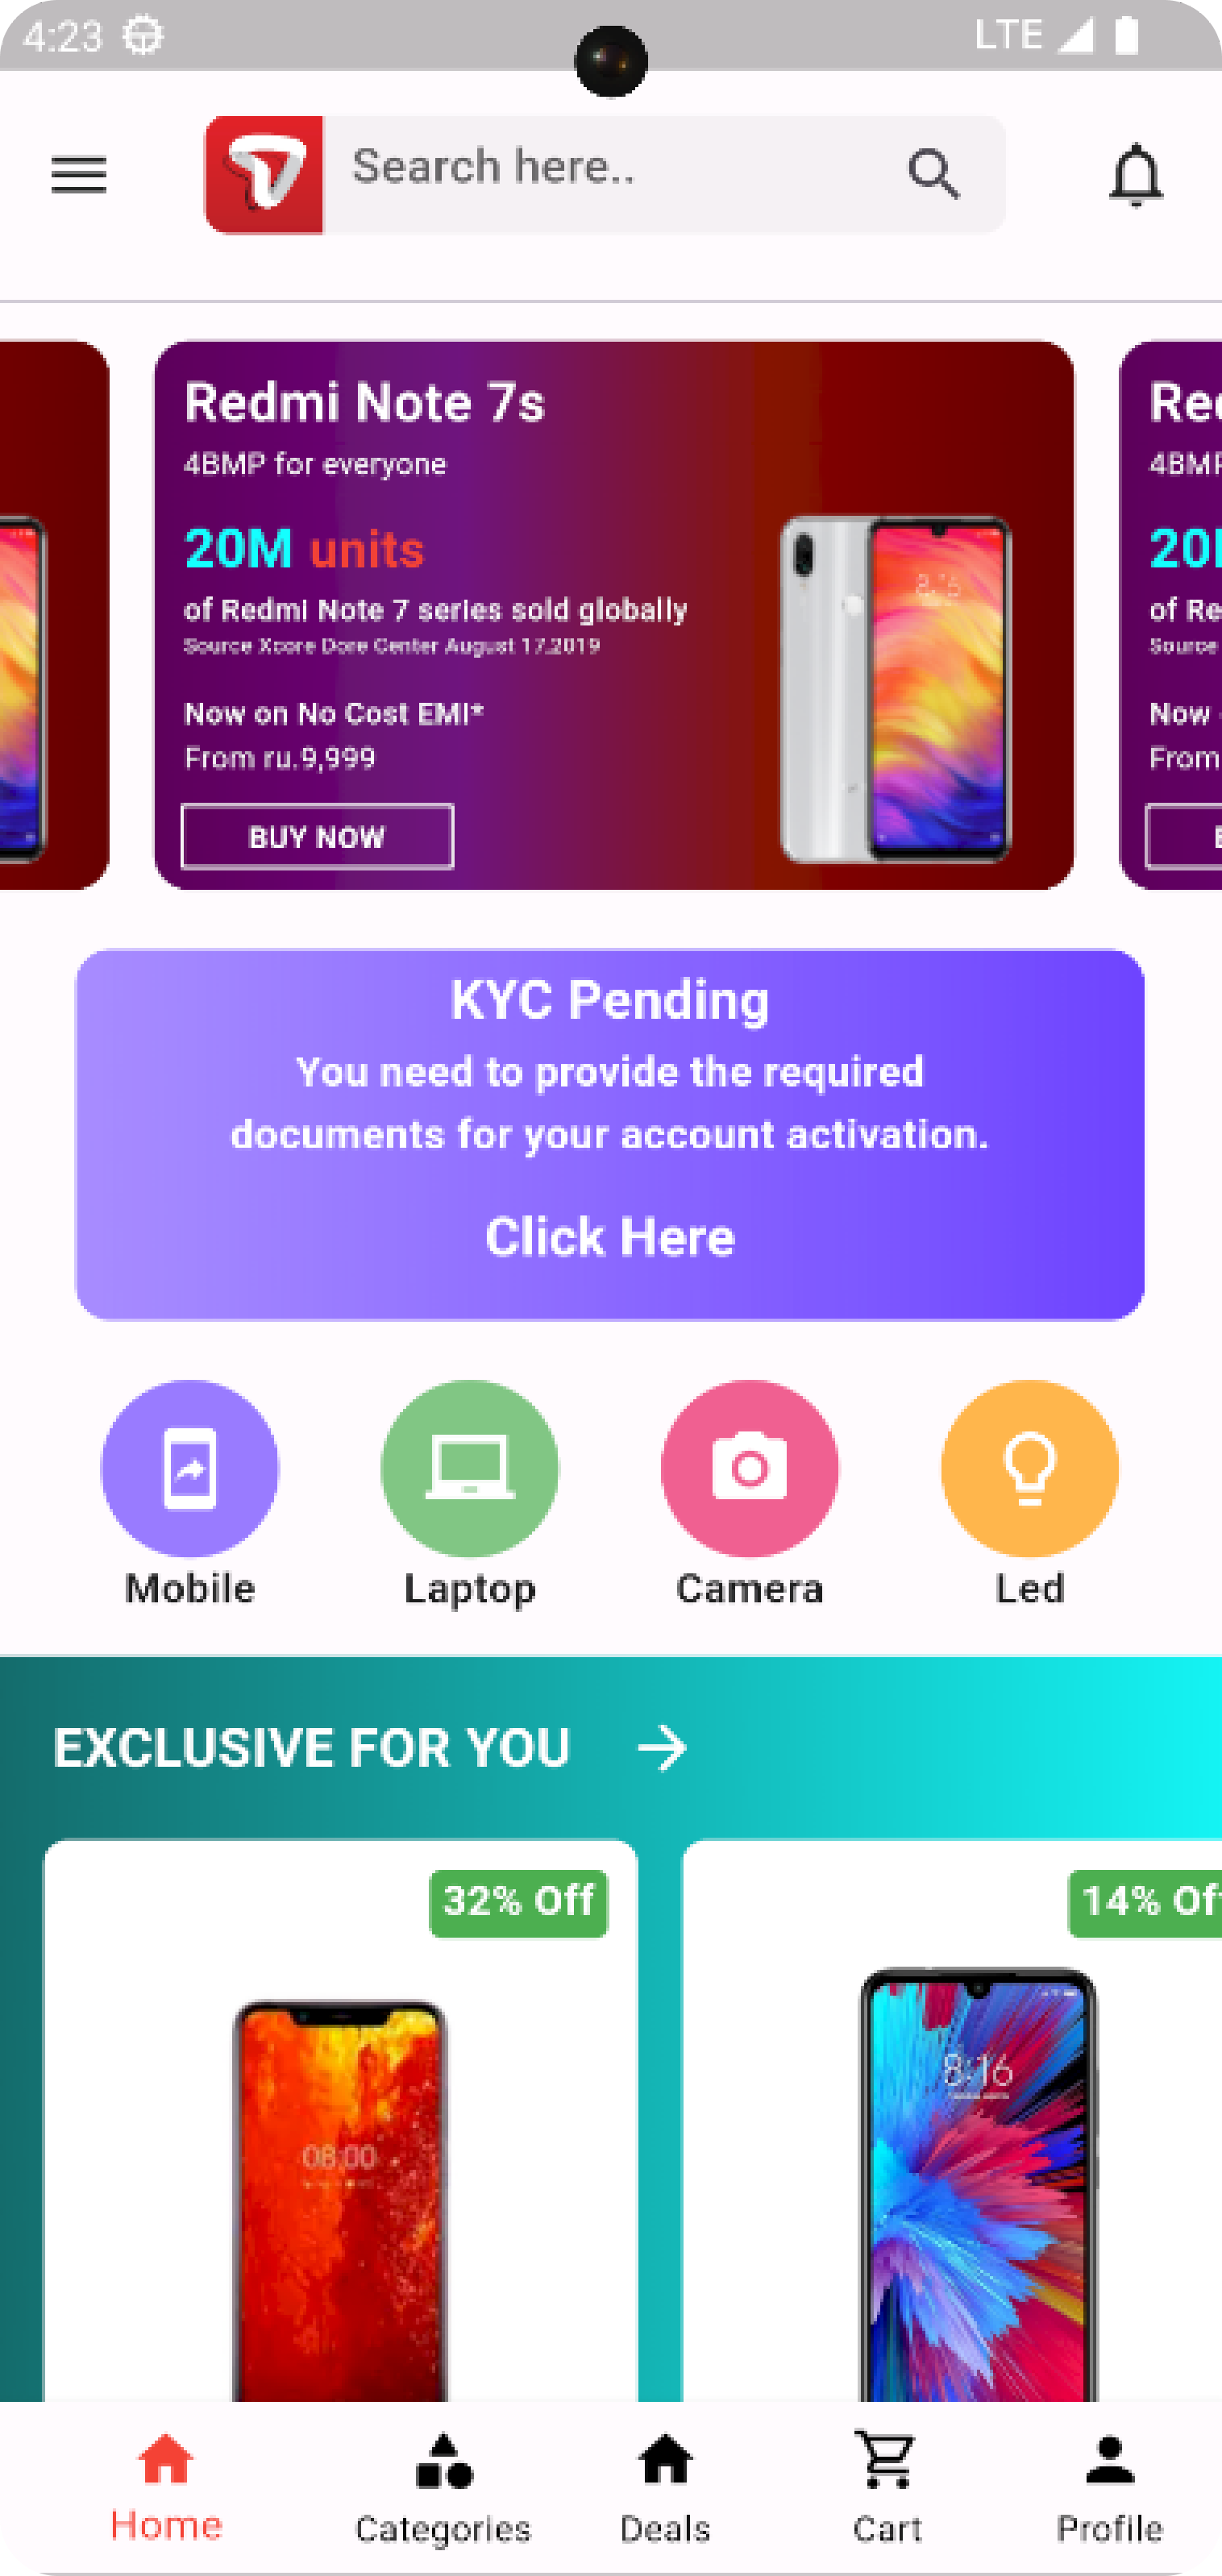 4:23
LTE
Search here..
Redmi Note 7s
4BMP for everyone
20M units
of Redmi Note 7 series sold globally
Source Xcore Dore Center August 17.2019
Now on No Cost EMI*
From ru.9,999
BUY NOW
Red
4BMP
20M
of Re
Source
Now
From
KYC Pending
You need to provide the required
documents for your account activation.
Click Here
Mobile
Laptop
Camera
Led
EXCLUSIVE FOR YOU
32% Off
14% Off
08:00
8:16
Home
Categories
Deals
Cart
Profile